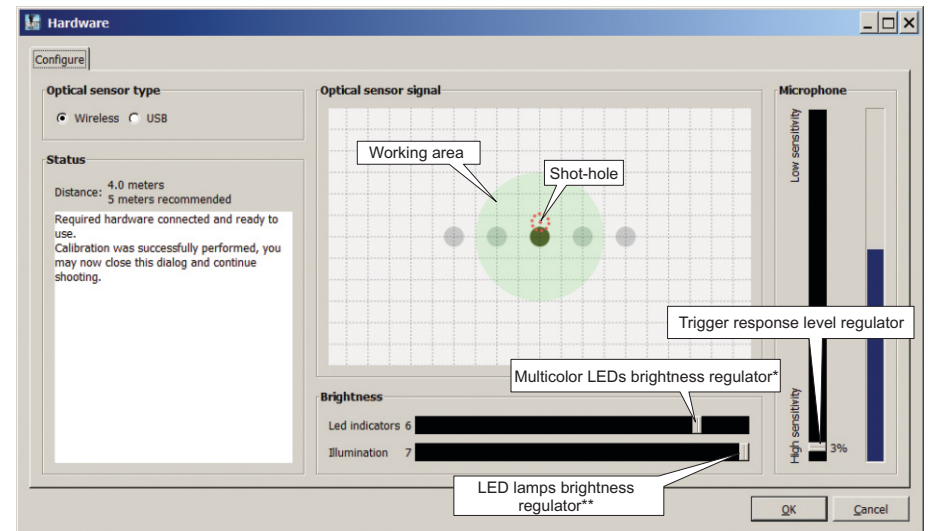 Hardware
Configure
Optical sensor type
Wireless
USB
Status
Distance:
4.0 meters
5 meters recommended
Required hardware connected and ready to
use.
Calibration was successfully performed, you
may now close this dialog and continue
shooting.
Optical sensor signal
Working area
Shot-hole
Microphone
Low sensitivity
Trigger response level regulator
High sensitivity
3%
Multicolor LEDs brightness regulator*
Brightness
Led indicators 6
Illumination 7
LED lamps brightness
regulator**
OK
Cancel